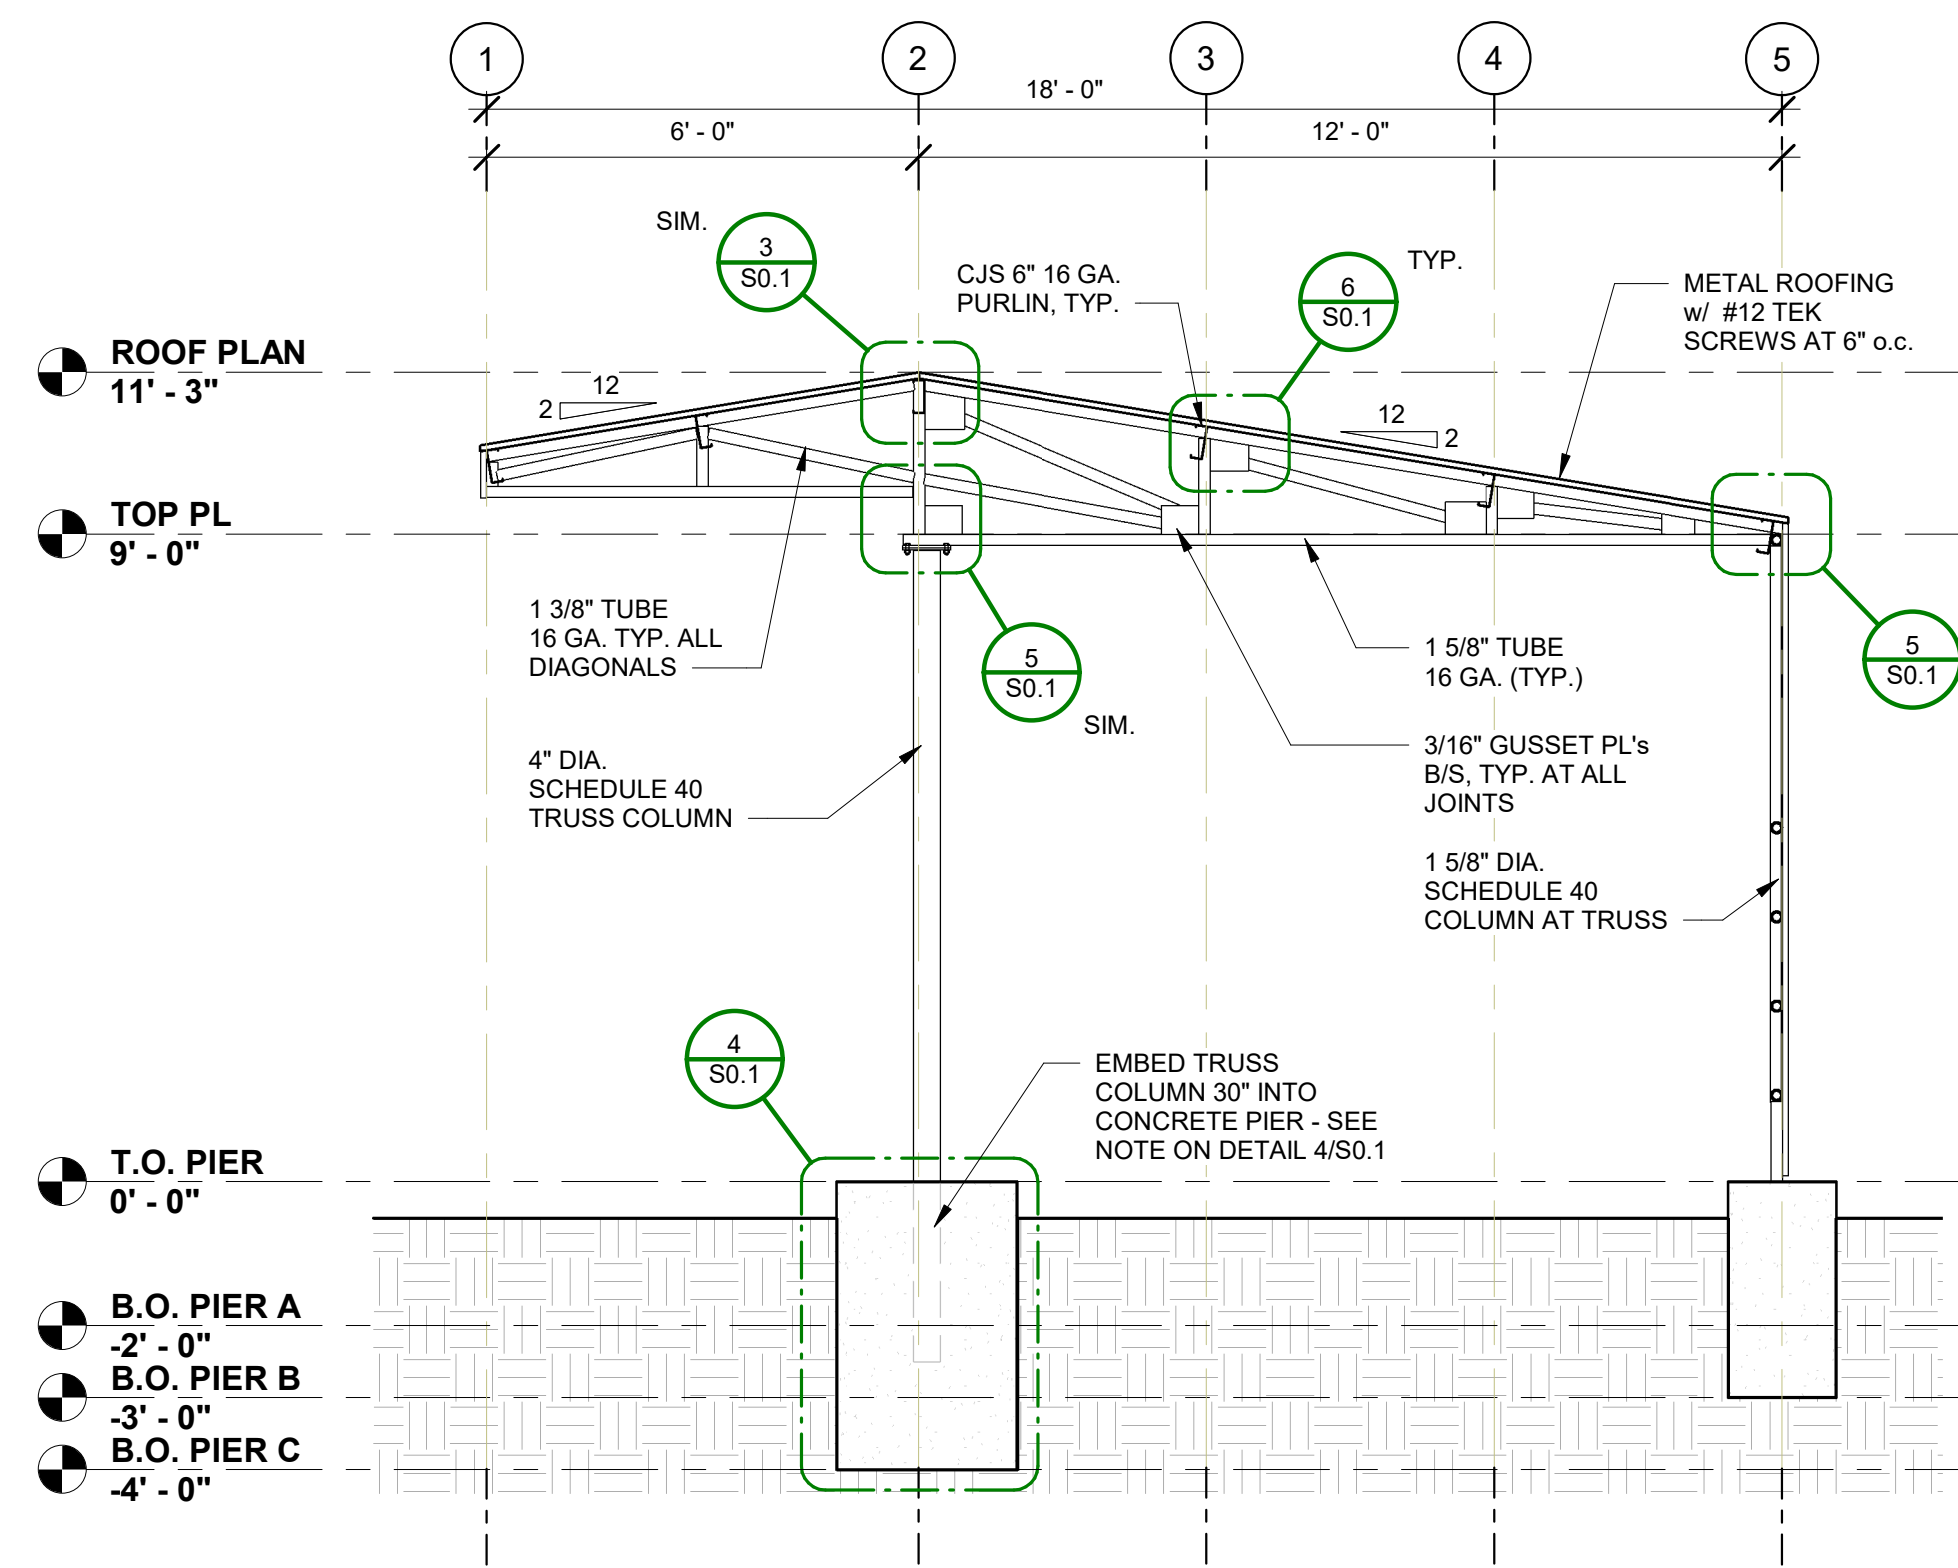 1
2
3
4
5
18' - 0"
6' - 0"
12' - 0"
SIM.
3
S0.1
CJS 6" 16 GA.
PURLIN, TYP.
6
S0.1
TYP.
METAL ROOFING
w/ #12 TEK
SCREWS AT 6" o.c.
ROOF PLAN
11' - 3"
12
2
12
2
TOP PL
9' - 0"
1 3/8" TUBE
16 GA. TYP. ALL
DIAGONALS
5
S0.1
SIM.
1 5/8" TUBE
16 GA. (TYP.)
5
S0.1
4" DIA.
SCHEDULE 40
TRUSS COLUMN
3/16" GUSSET PL's
B/S, TYP. AT ALL
JOINTS
1 5/8" DIA.
SCHEDULE 40
COLUMN AT TRUSS
4
S0.1
EMBED TRUSS
COLUMN 30" INTO
CONCRETE PIER - SEE
NOTE ON DETAIL 4/S0.1
T.O. PIER
0' - 0"
B.O. PIER A
-2' - 0"
B.O. PIER B
-3' - 0"
B.O. PIER C
-4' - 0"